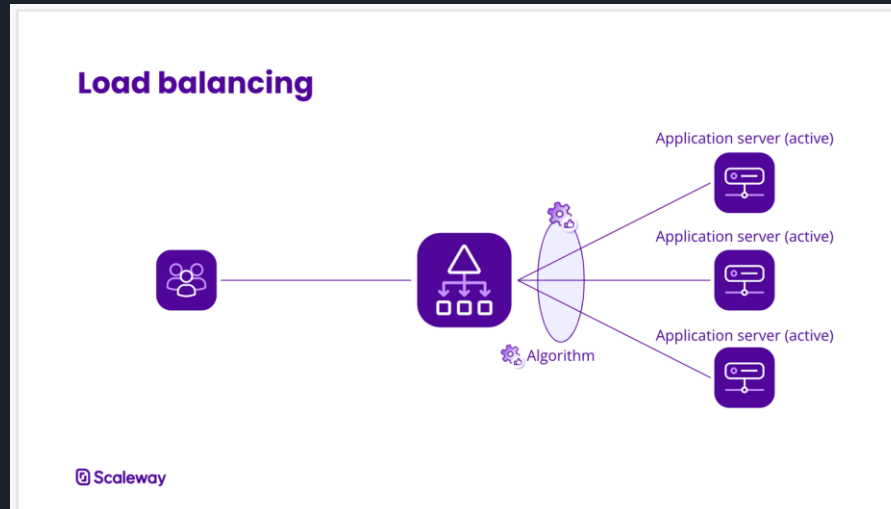 Load balancing
Application server (active)
Application server (active)
Application server (active)
Algorithm
Scaleway